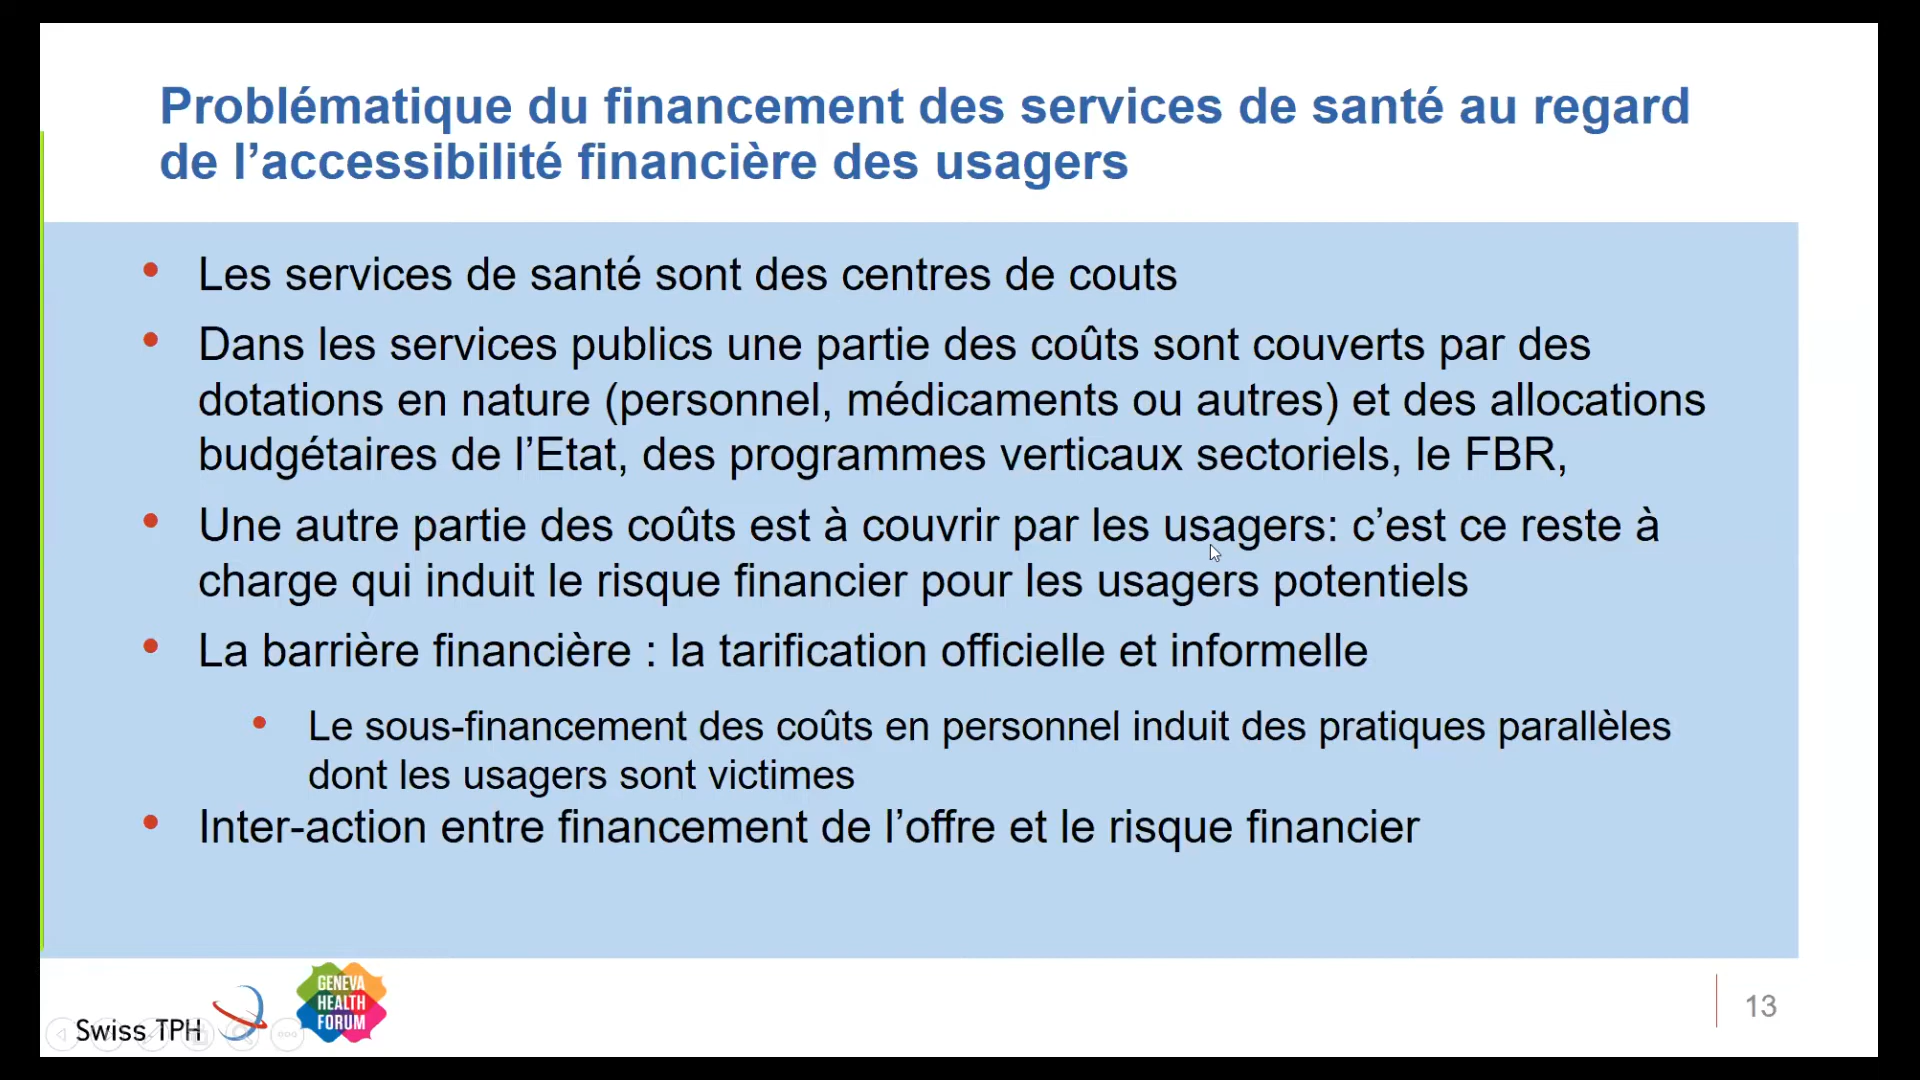 Problématique du financement des services de santé au regard
de l’accessibilité financière des usagers
• Les services de santé sont des centres de couts
• Dans les services publics une partie des coûts sont couverts par des
dotations en nature (personnel, médicaments ou autres) et des allocations
budgétaires de l’Etat, des programmes verticaux sectoriels, le FBR,
• Une autre partie des coûts est à couvrir par les usagers: c’est ce reste à
charge qui induit le risque financier pour les usagers potentiels
• La barrière financière : la tarification officielle et informelle
• Le sous-financement des coûts en personnel induit des pratiques parallèles
dont les usagers sont victimes
• Inter-action entre financement de l’offre et le risque financier
Swiss TPH
GENEVA
HEALTH
FORUM
13